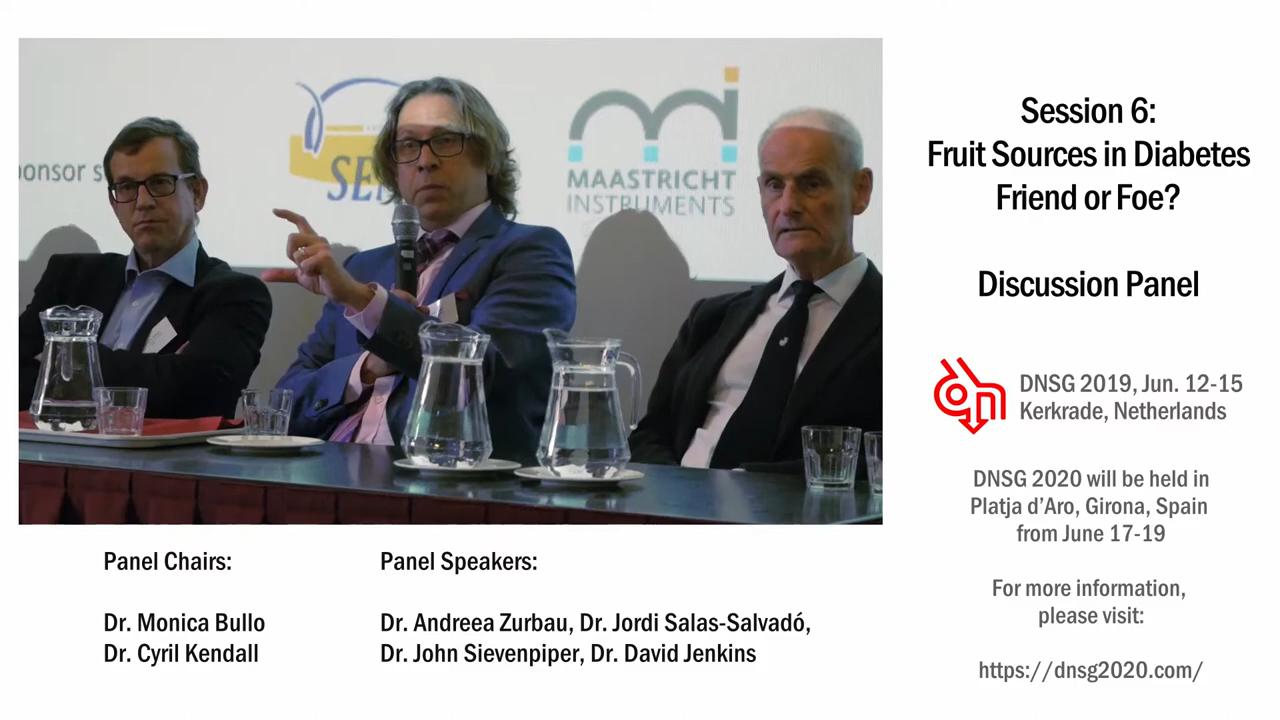 ponsor s
MAASTRICHT
INSTRUMENTS
Session 6:
Fruit Sources in Diabetes
Friend or Foe?
Discussion Panel
DNSG 2019, Jun. 12-15
Kerkrade, Netherlands
DNSG 2020 will be held in
Platja d’Aro, Girona, Spain
from June 17-19
For more information,
please visit:
https://dnsg2020.com/
Panel Chairs:
Dr. Monica Bullo
Dr. Cyril Kendall
Panel Speakers:
Dr. Andreea Zurbau, Dr. Jordi Salas-Salvadó,
Dr. John Sievenpiper, Dr. David Jenkins